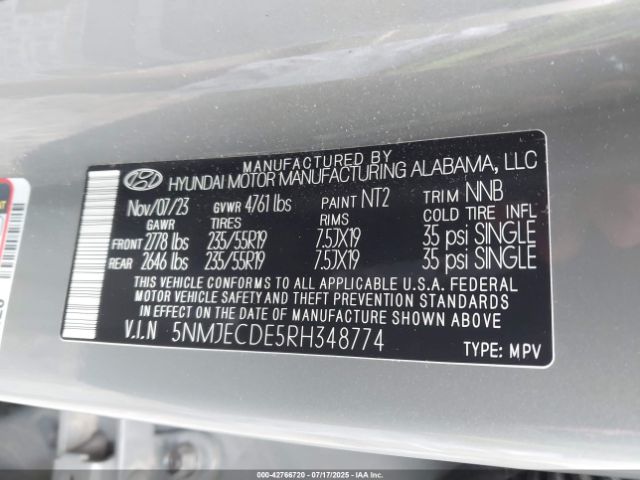 MANUFACTURED BY
HYUNDAI MOTOR MANUFACTURING ALABAMA, LLC
Nov/07/23 GVWR 4761 lbs PAINT NT2 TRIM NNB
GAWR TIRES RIMS COLD TIRE INFL
FRONT 2778 lbs 235/55R19 7.5JX19 35 psi SINGLE
REAR 2646 lbs 235/55R19 7.5JX19 35 psi SINGLE
THIS VEHICLE CONFORMS TO ALL APPLICABLE U.S.A. FEDERAL
MOTOR VEHICLE SAFETY, BUMPER, AND THEFT PREVENTION STANDARDS
IN EFFECT ON THE DATE OF MANUFACTURE SHOWN ABOVE
V.I.N 5NMJECDE5RH348774
TYPE: MPV
000-42766720 | 07/17/2025 | IAAI.COM